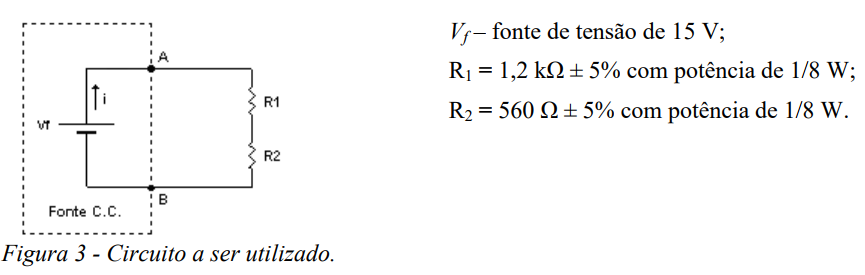 A
i
Vf
R1
R2
B
Fonte C.C.
Figura 3 - Circuito a ser utilizado.
Vf – fonte de tensão de 15 V;
R₁ = 1,2 kΩ ± 5% com potência de 1/8 W;
R₂ = 560 Ω ± 5% com potência de 1/8 W.